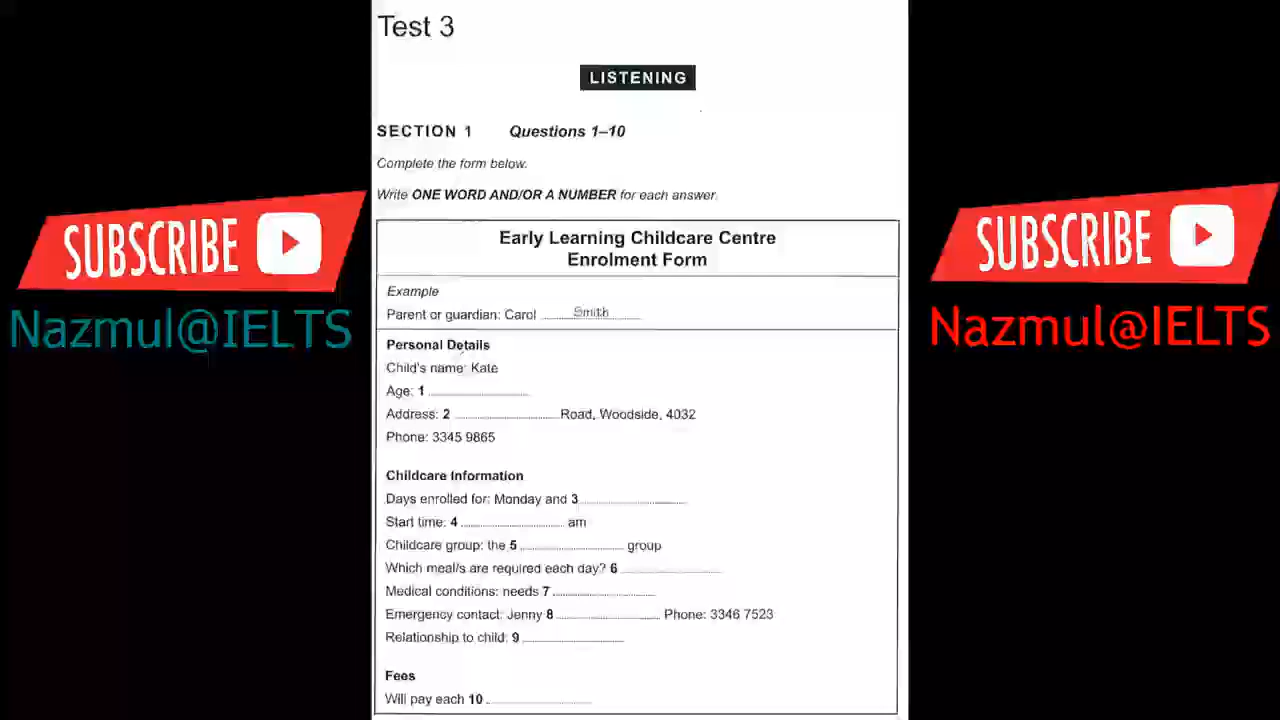 Test 3
LISTENING
SECTION 1 Questions 1–10
Complete the form below.
Write ONE WORD AND/OR A NUMBER for each answer.
Early Learning Childcare Centre
Enrolment Form
Example
Parent or guardian: Carol ........Smith........
Personal Details
Child's name: Kate
Age: 1 ................
Address: 2 ................ Road, Woodside, 4032
Phone: 3345 9865
Childcare Information
Days enrolled for: Monday and 3 ................
Start time: 4 ................ am
Childcare group: the 5 ................ group
Which meal/s are required each day? 6 ................
Medical conditions: needs 7 ................
Emergency contact: Jenny 8 ................ Phone: 3346 7523
Relationship to child: 9 ................
Fees
Will pay each 10 ................
SUBSCRIBE
Nazmul@IELTS
SUBSCRIBE
Nazmul@IELTS